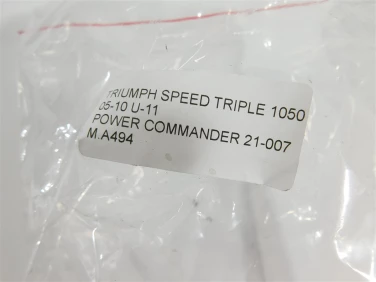 TRIUMPH SPEED TRIPLE 1050
05-10 U-11
POWER COMMANDER 21-007
M.A494